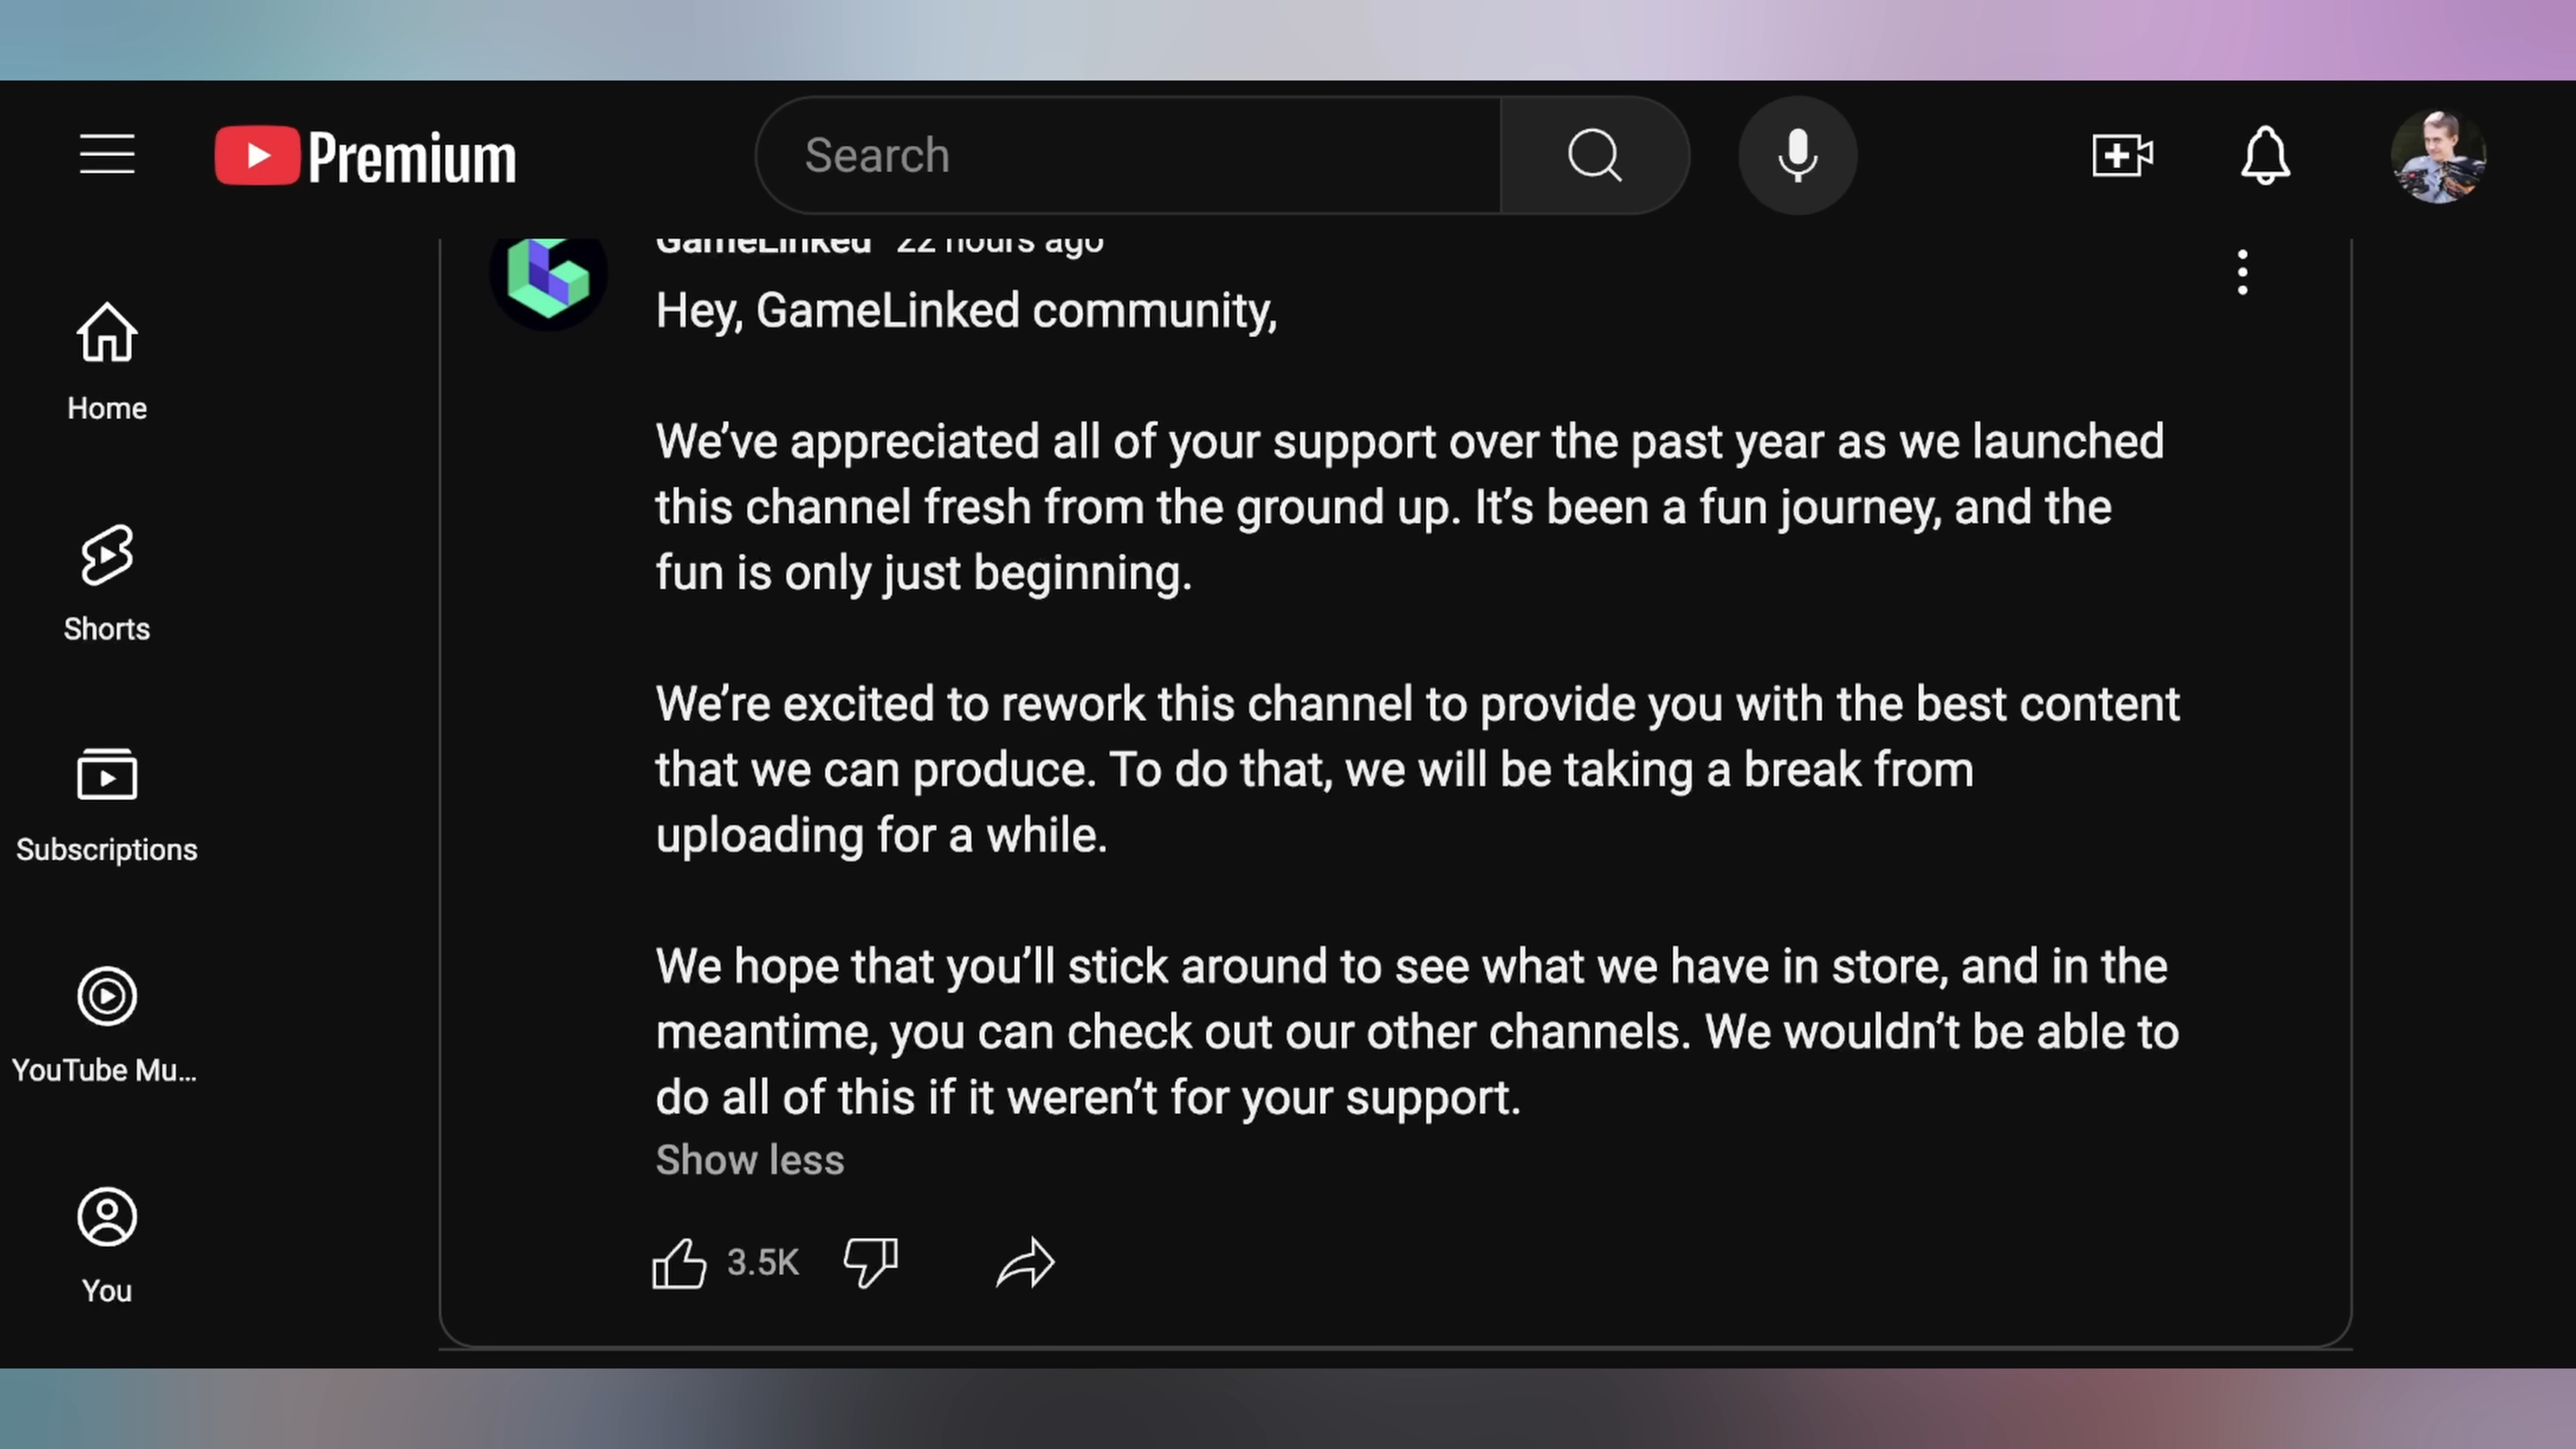 Premium
Search
GameLinked 22 hours ago
Hey, GameLinked community,
We’ve appreciated all of your support over the past year as we launched
this channel fresh from the ground up. It’s been a fun journey, and the
fun is only just beginning.
We’re excited to rework this channel to provide you with the best content
that we can produce. To do that, we will be taking a break from
uploading for a while.
We hope that you’ll stick around to see what we have in store, and in the
meantime, you can check out our other channels. We wouldn’t be able to
do all of this if it weren’t for your support.
Show less
3.5K
Home
Shorts
Subscriptions
YouTube Mu...
You